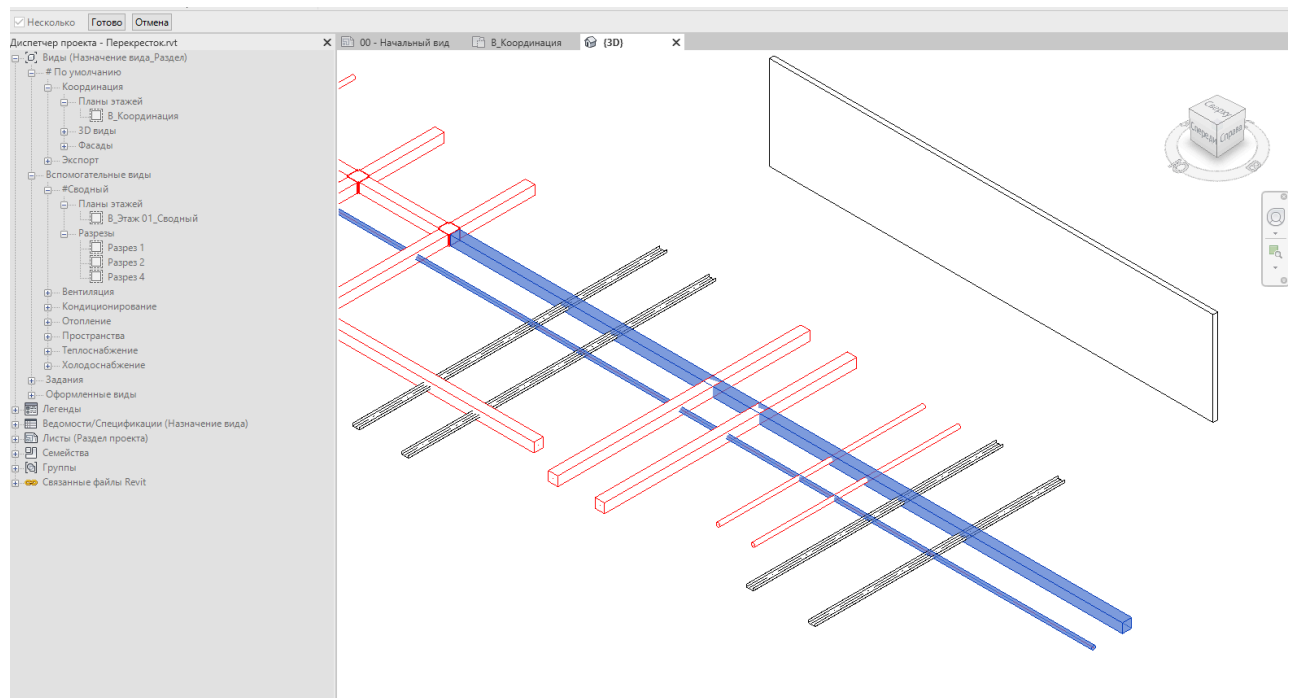 Несколько Готово Отмена
Диспетчер проекта - Перекресток.rvt
00 - Начальный вид В_Координация {3D}
Виды (Назначение вида_Раздел)
# По умолчанию
Координация
Планы этажей
В_Координация
3D виды
Фасады
Экспорт
Вспомогательные виды
#Сводный
Планы этажей
В_Этаж 01_Сводный
Разрезы
Разрез 1
Разрез 2
Разрез 4
Вентиляция
Кондиционирование
Отопление
Пространства
Теплоснабжение
Холодоснабжение
Задания
Оформленные виды
Легенды
Ведомости/Спецификации (Назначение вида)
Листы (Раздел проекта)
Семейства
Группы
Связанные файлы Revit
Сверху
Спереди
Справа